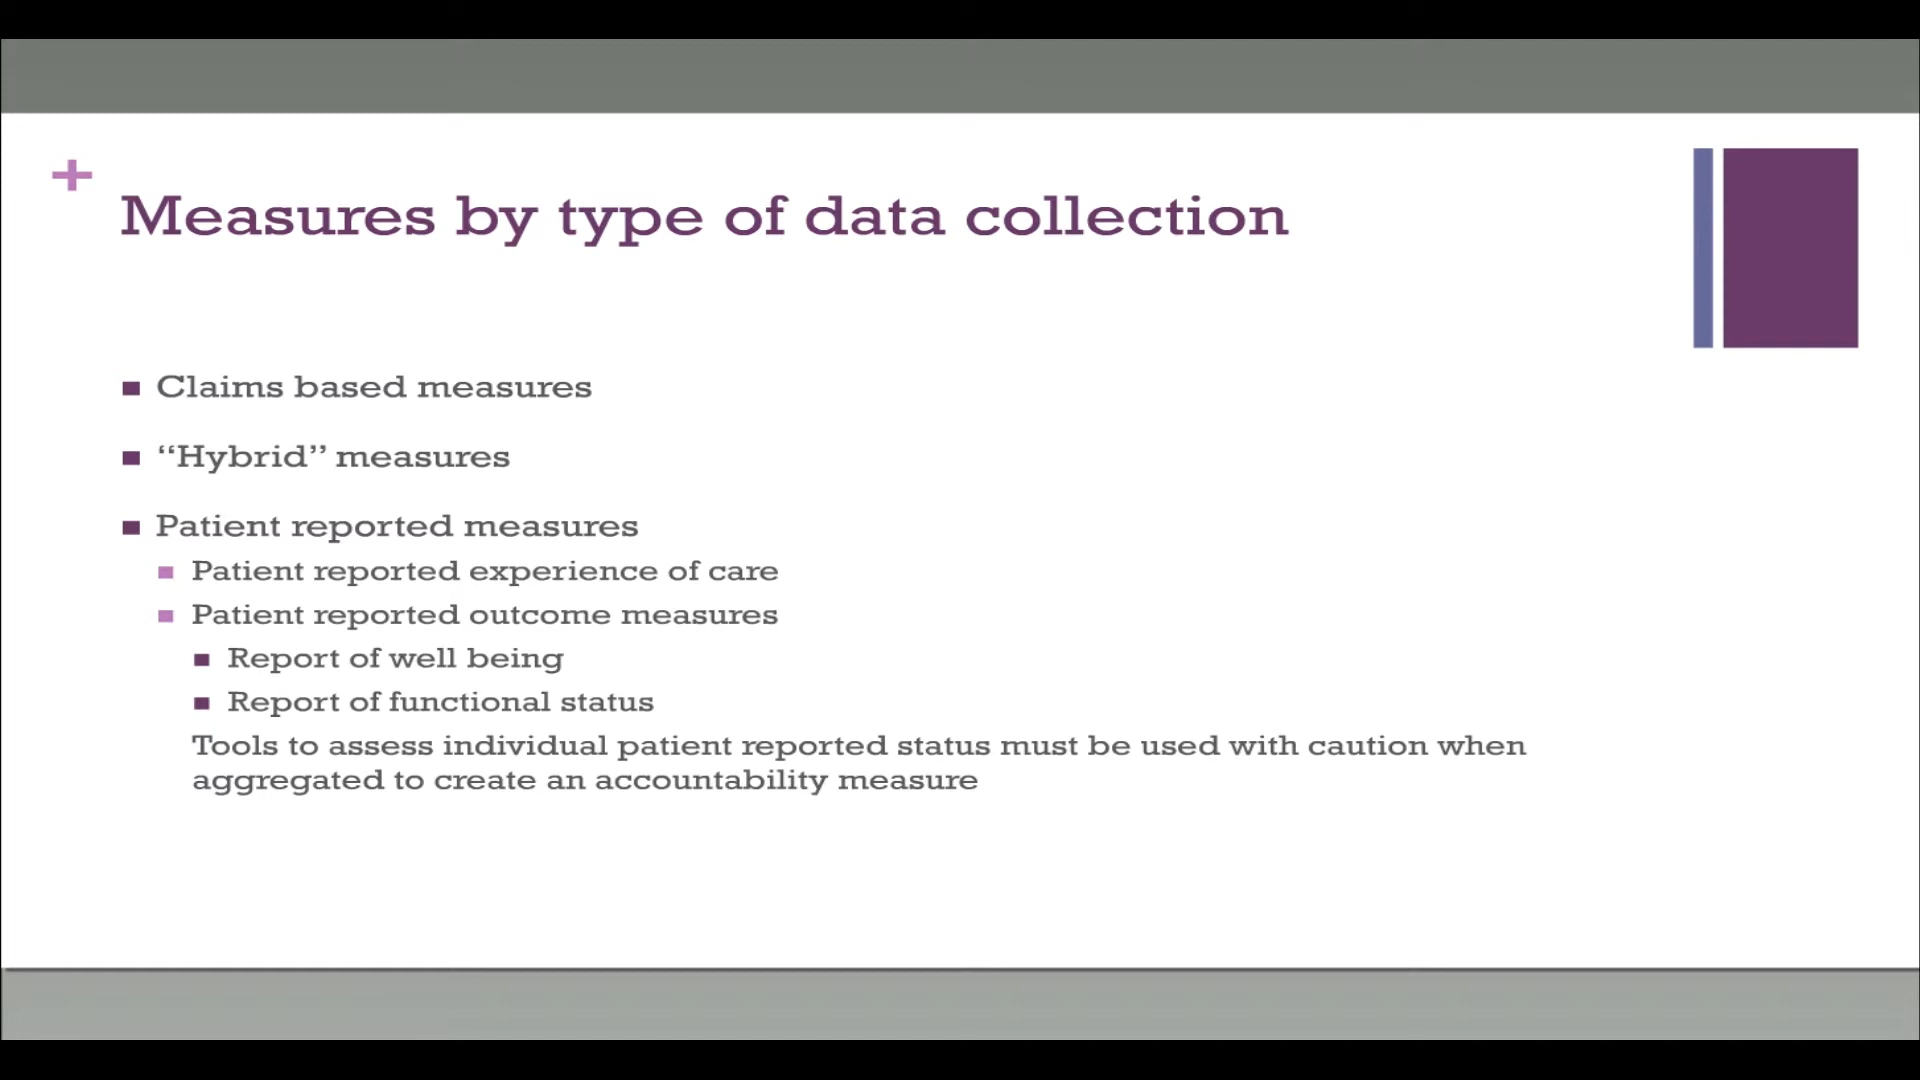 Measures by type of data collection
Claims based measures
“Hybrid” measures
Patient reported measures
Patient reported experience of care
Patient reported outcome measures
Report of well being
Report of functional status
Tools to assess individual patient reported status must be used with caution when
aggregated to create an accountability measure